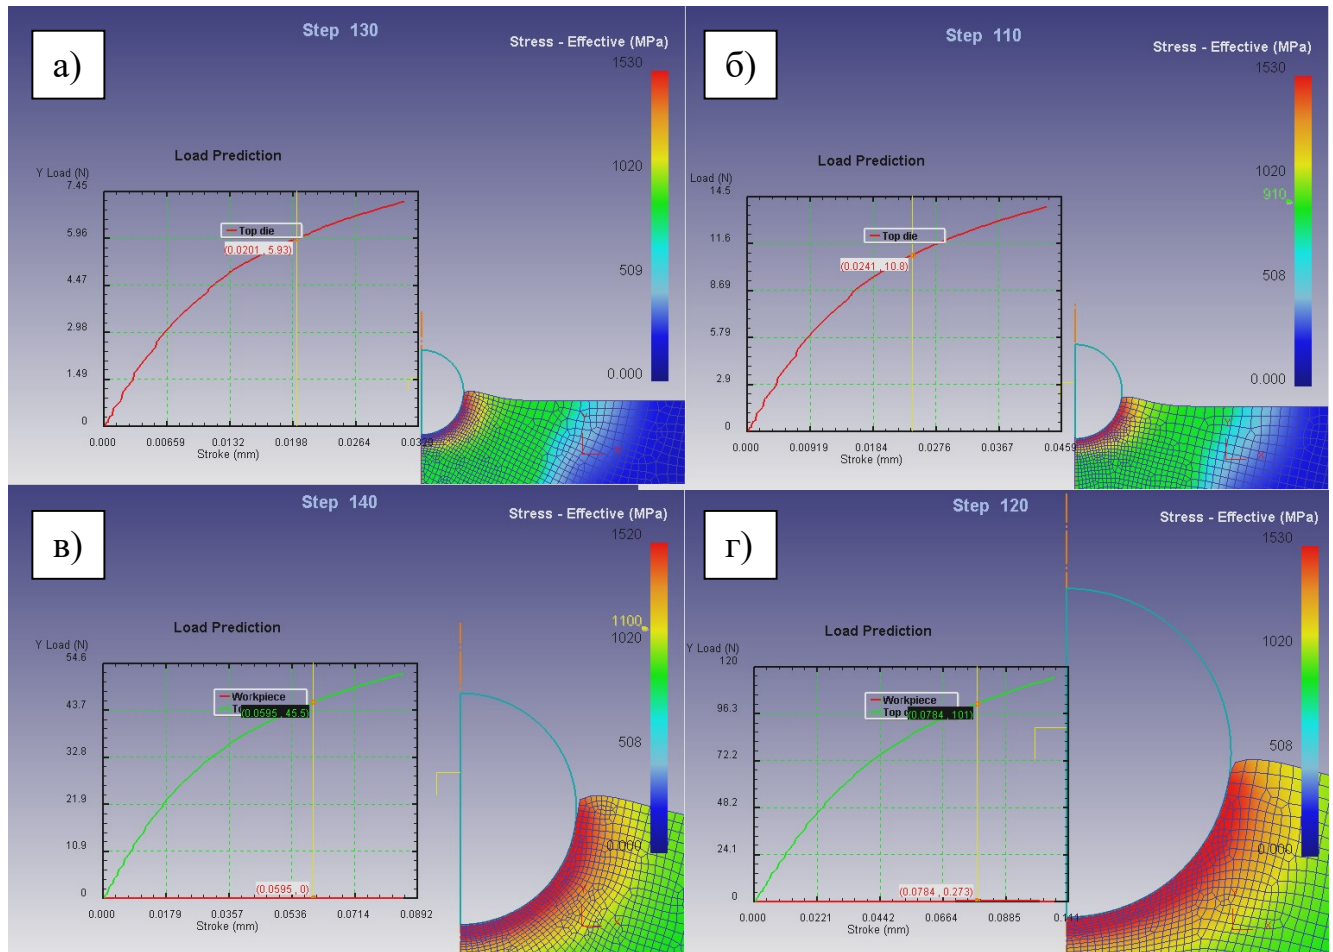 а)
Step 130
Stress - Effective (MPa)
1530
1020
509
0.000
Load Prediction
Y Load (N)
7.45
5.96
4.47
2.98
1.49
0
Top die
(0.0201 , 5.93)
0.000 0.00659 0.0132 0.0198 0.0264
Stroke (mm)
б)
Step 110
Stress - Effective (MPa)
1530
1020
910
508
0.000
Load Prediction
Load (N)
14.5
11.6
8.69
5.79
2.9
0
Top die
(0.0241 , 10.8)
0.000 0.00919 0.0184 0.0276 0.0367 0.0459
Stroke (mm)
в)
Step 140
Stress - Effective (MPa)
1520
1100
1020
508
0.000
Load Prediction
Y Load (N)
54.6
43.7
32.8
21.9
10.9
0
Workpiece
(0.0595 , 45.5)
(0.0595 , 0)
0.000 0.0179 0.0357 0.0536 0.0714 0.0892
Stroke (mm)
г)
Step 120
Stress - Effective (MPa)
1530
1020
508
0.000
Load Prediction
Y Load (N)
120
96.3
72.2
48.2
24.1
0
Workpiece
Top
(0.0784 , 101)
(0.0784 , 0.273)
0.000 0.0221 0.0442 0.0664 0.0885
Stroke (mm)